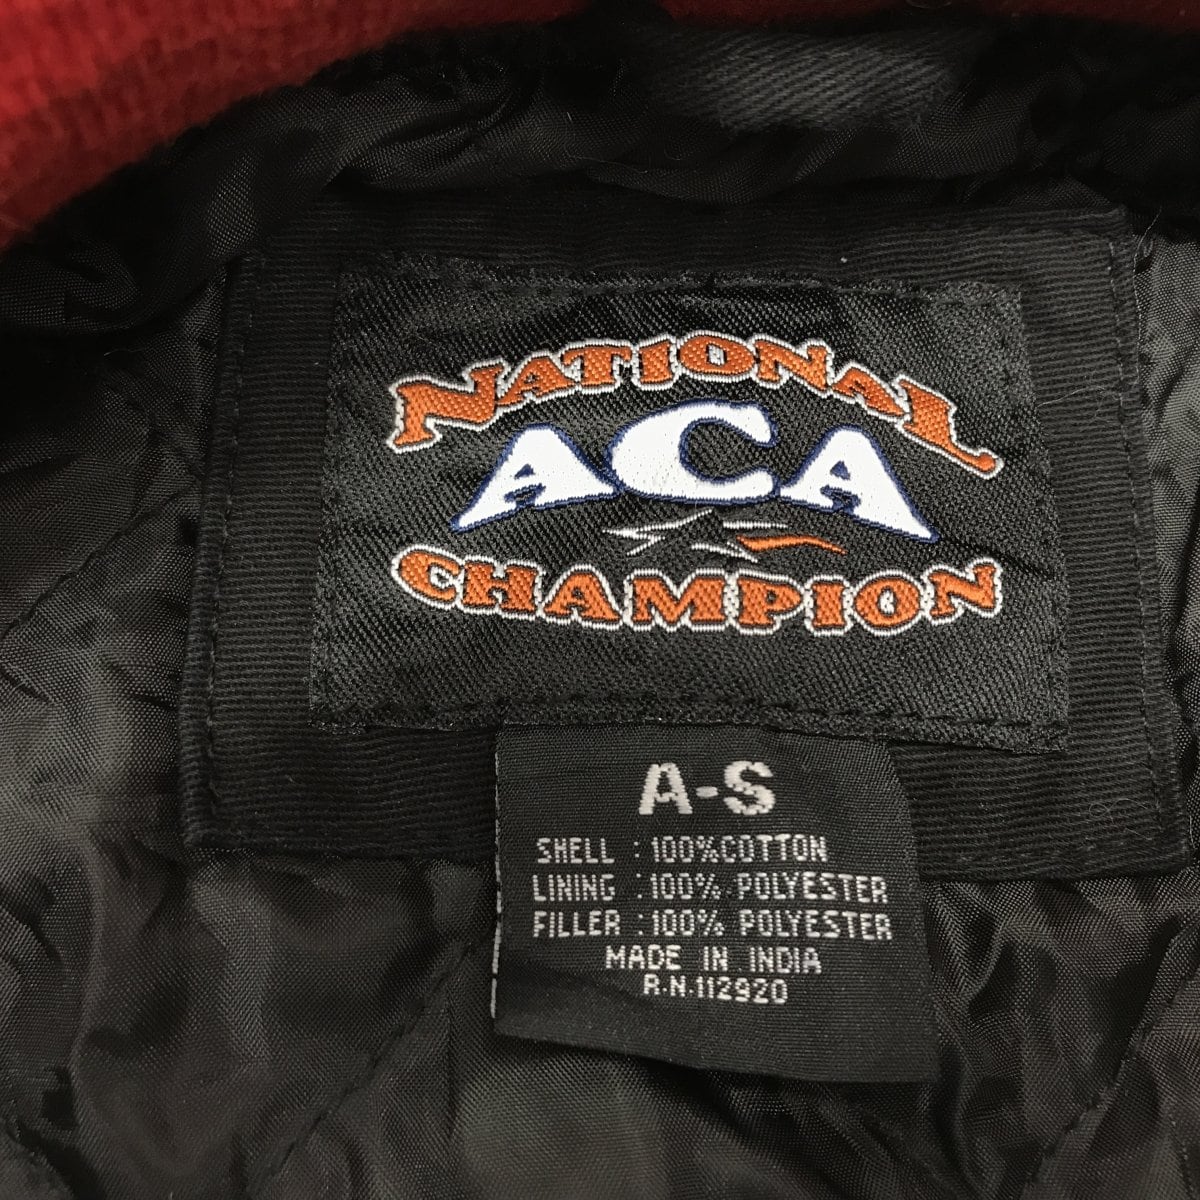 NATIONAL
ACA
CHAMPION
A-S
SHELL : 100%COTTON
LINING : 100% POLYESTER
FILLER : 100% POLYESTER
MADE IN INDIA
R.N.112920